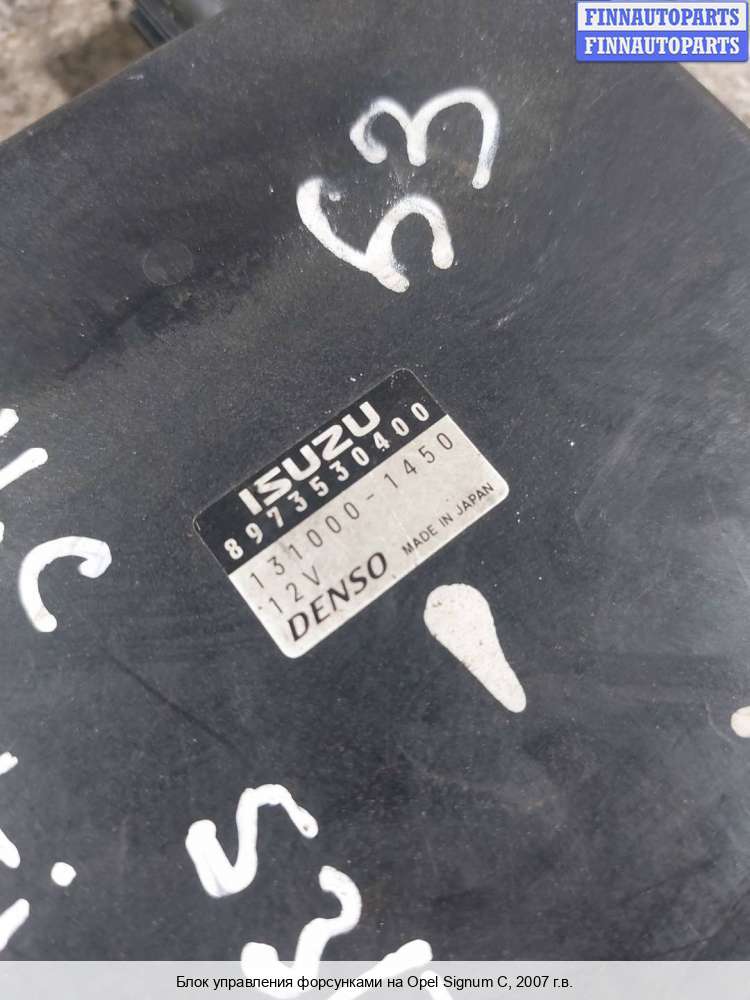 FINNAUTOPARTS
FINNAUTOPARTS
53
ISUZU
8973530400
131000-1450
12V
DENSO MADE IN JAPAN
Блок управления форсунками на Opel Signum C, 2007 г.в.